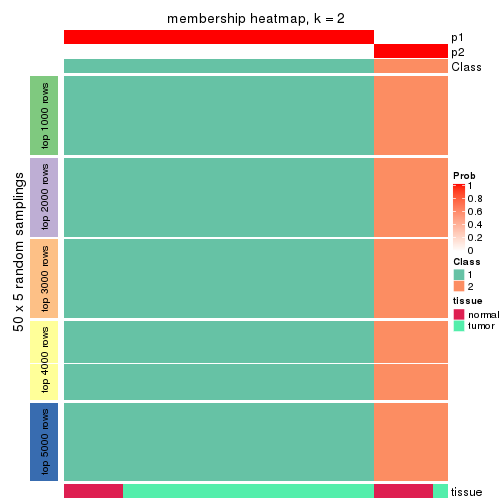 membership heatmap, k = 2
p1
p2
Class
50 x 5 random samplings
top 1000 rows
top 2000 rows
top 3000 rows
top 4000 rows
top 5000 rows
Prob
1
0.8
0.6
0.4
0.2
0
Class
1
2
tissue
normal
tumor
tissue